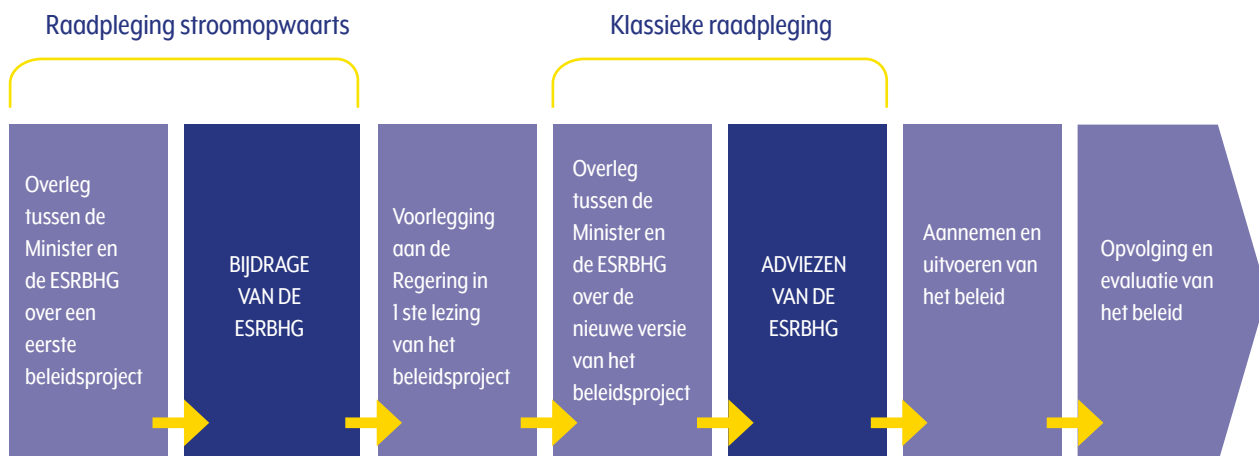 Raadpleging stroomopwaarts
Klassieke raadpleging
Overleg
tussen de
Minister en
de ESRBHG
over een
eerste
beleidsproject
BIJDRAGE
VAN DE
ESRBHG
Voorlegging
aan de
Regering in
1 ste lezing
van het
beleidsproject
Overleg
tussen de
Minister en
de ESRBHG
over de
nieuwe versie
van het
beleidsproject
ADVIEZEN
VAN DE
ESRBHG
Aannemen en
uitvoeren van
het beleid
Opvolging en
evaluatie van
het beleid